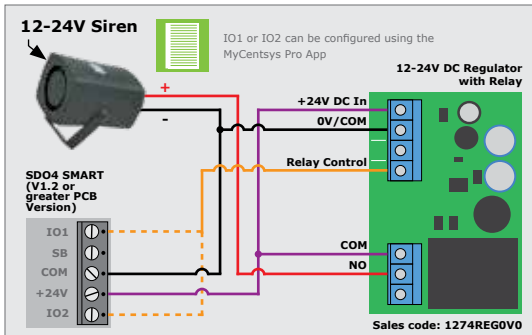 12-24V Siren
IO1 or IO2 can be configured using the
MyCentsys Pro App
12-24V DC Regulator
with Relay
+
-
+24V DC In
0V/COM
Relay Control
SDO4 SMART
(V1.2 or
greater PCB
Version)
IO1
SB
COM
+24V
IO2
COM
NO
Sales code: 1274REG0V0